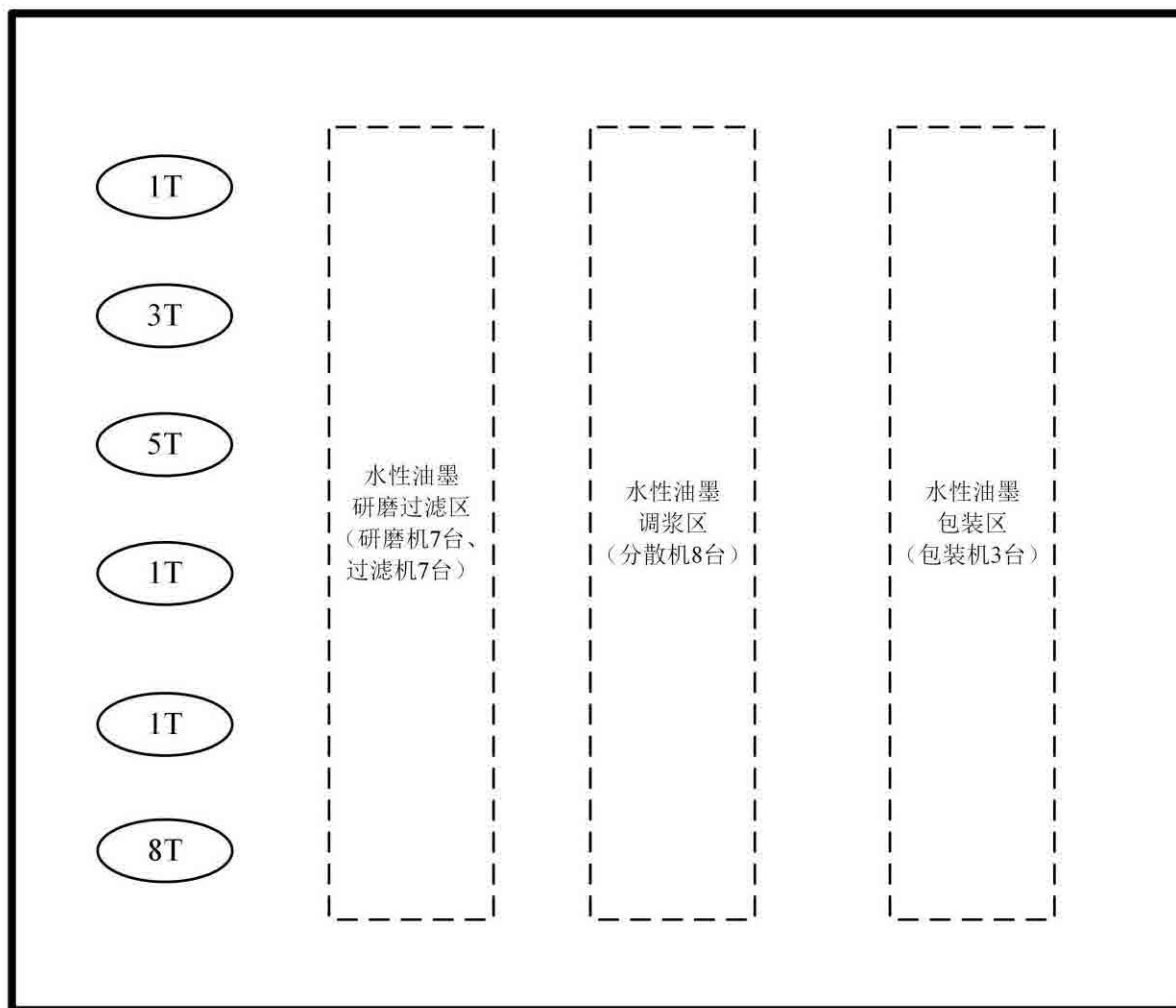 1T
3T
5T
1T
1T
8T
水性油墨
研磨过滤区
（研磨机7台、
过滤机7台）
水性油墨
调浆区
（分散机8台）
水性油墨
包装区
（包装机3台）